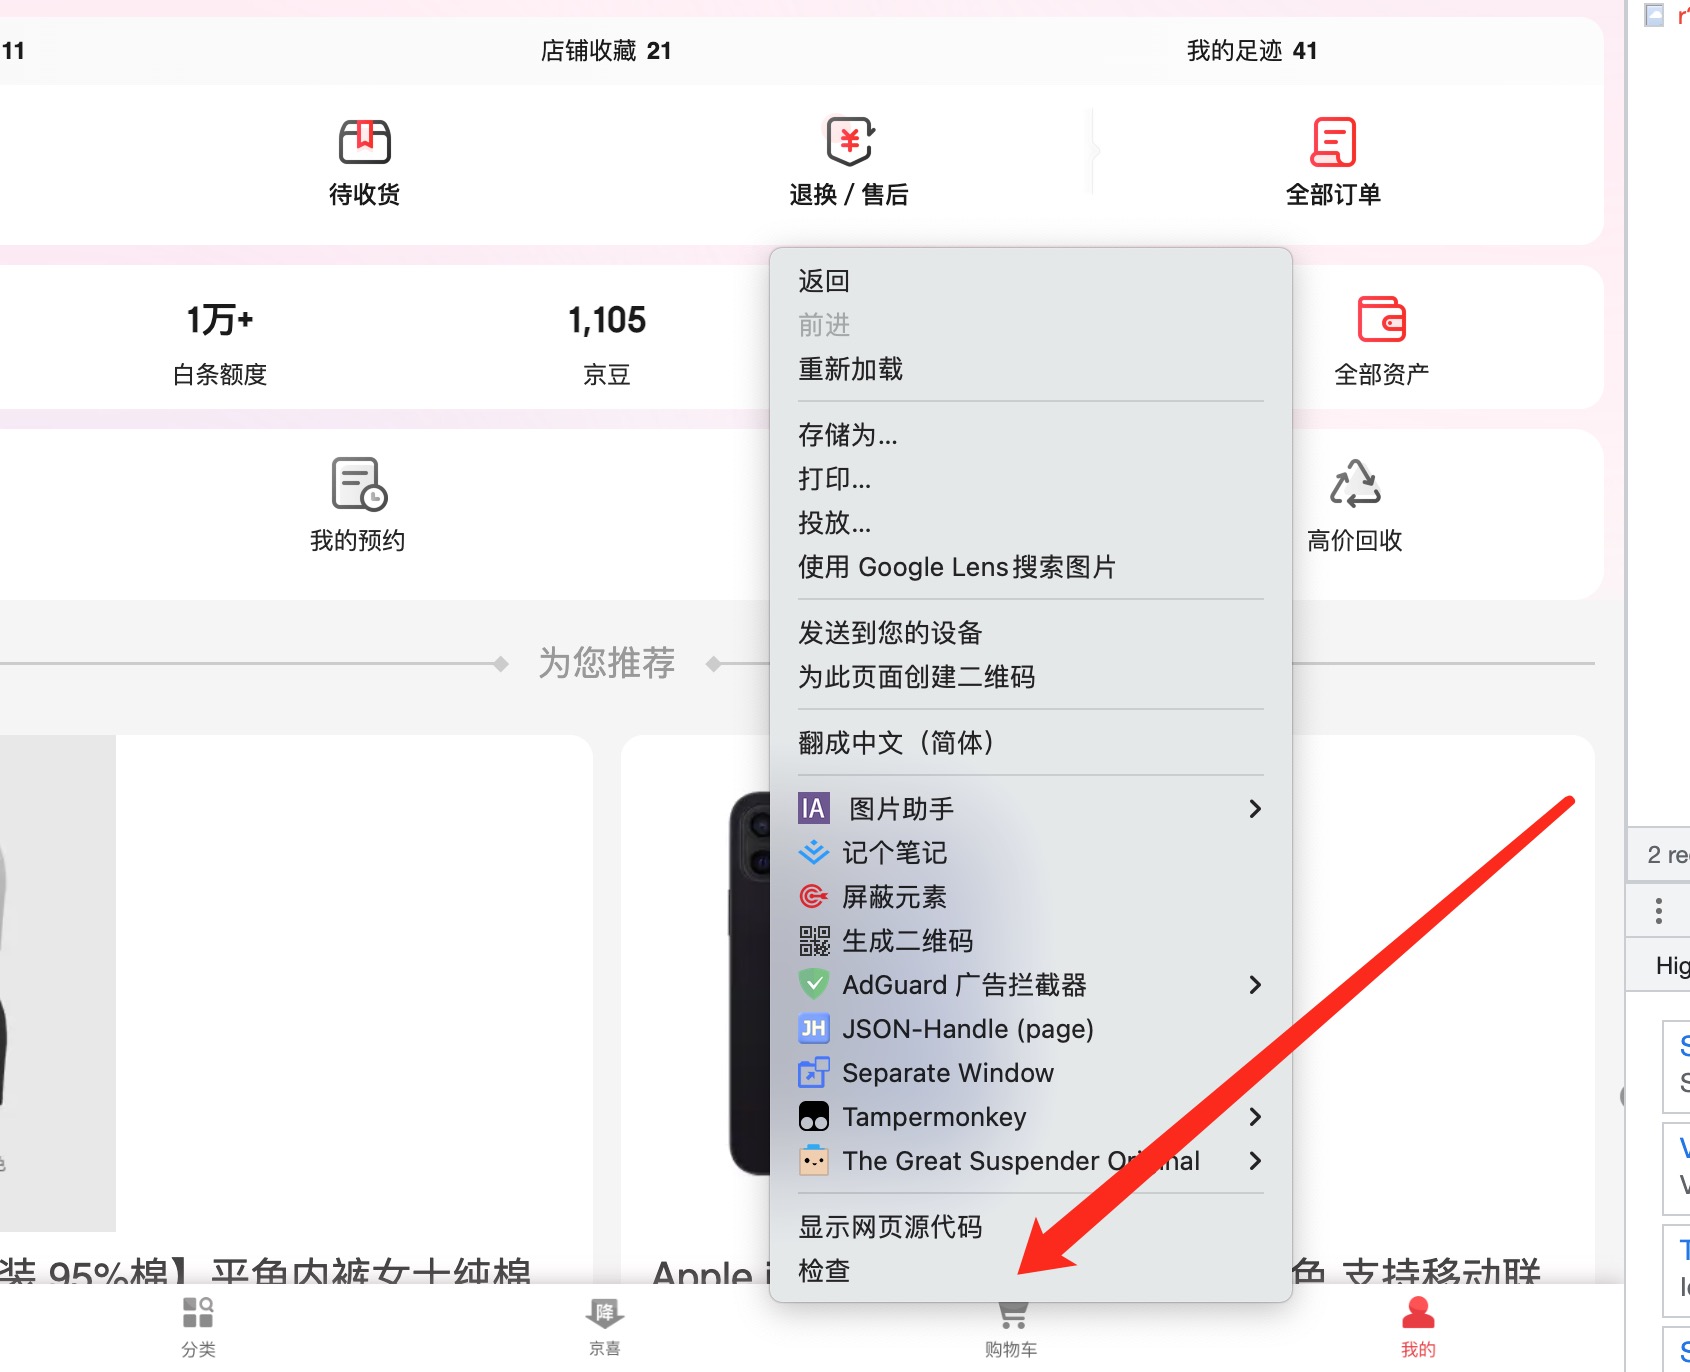 11
店铺收藏 21
我的足迹 41
待收货
退换 / 售后
全部订单
1万+
白条额度
1,105
京豆
全部资产
我的预约
高价回收
为您推荐
返回
前进
重新加载
存储为...
打印...
投放...
使用 Google Lens搜索图片
发送到您的设备
为此页面创建二维码
翻成中文（简体）
IA 图片助手
记个笔记
屏蔽元素
生成二维码
AdGuard 广告拦截器
JH JSON-Handle (page)
Separate Window
Tampermonkey
The Great Suspender
显示网页源代码
检查
装 95%棉】平角内裤女士纯棉
Apple
色 支持移动联
分类
降
京喜
购物车
我的
2 re
Hig